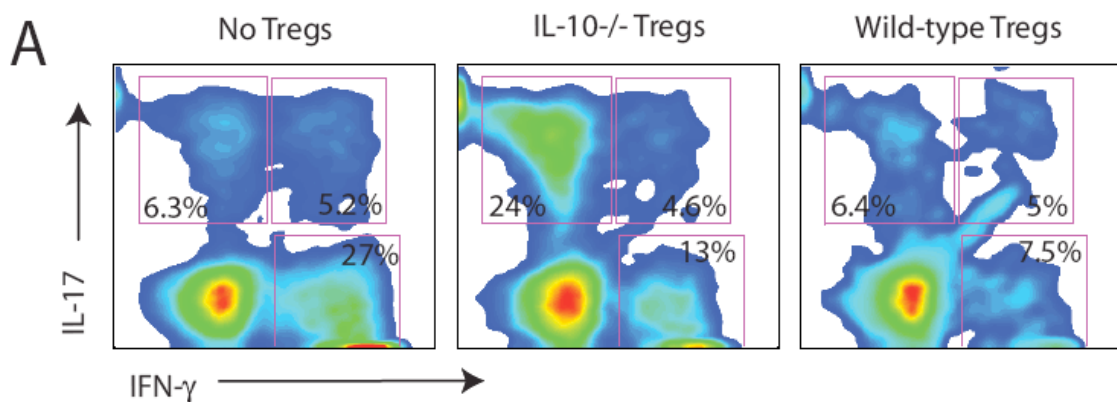 A
No Tregs
IL-10-/- Tregs
Wild-type Tregs
IL-17
6.3%
5.2%
27%
24%
4.6%
13%
6.4%
5%
7.5%
IFN-γ